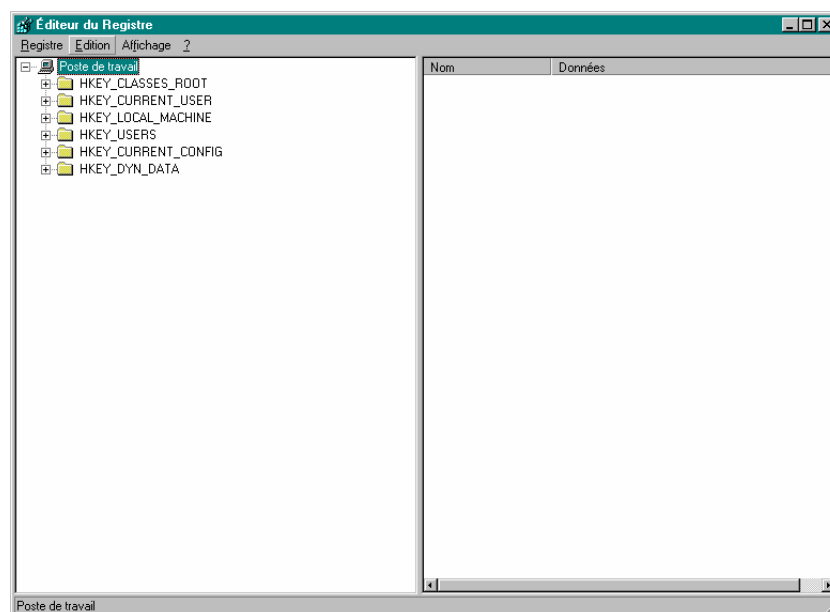 Éditeur du Registre
Registre Edition Affichage ?
Poste de travail
HKEY_CLASSES_ROOT
HKEY_CURRENT_USER
HKEY_LOCAL_MACHINE
HKEY_USERS
HKEY_CURRENT_CONFIG
HKEY_DYN_DATA
Nom Données
Poste de travail